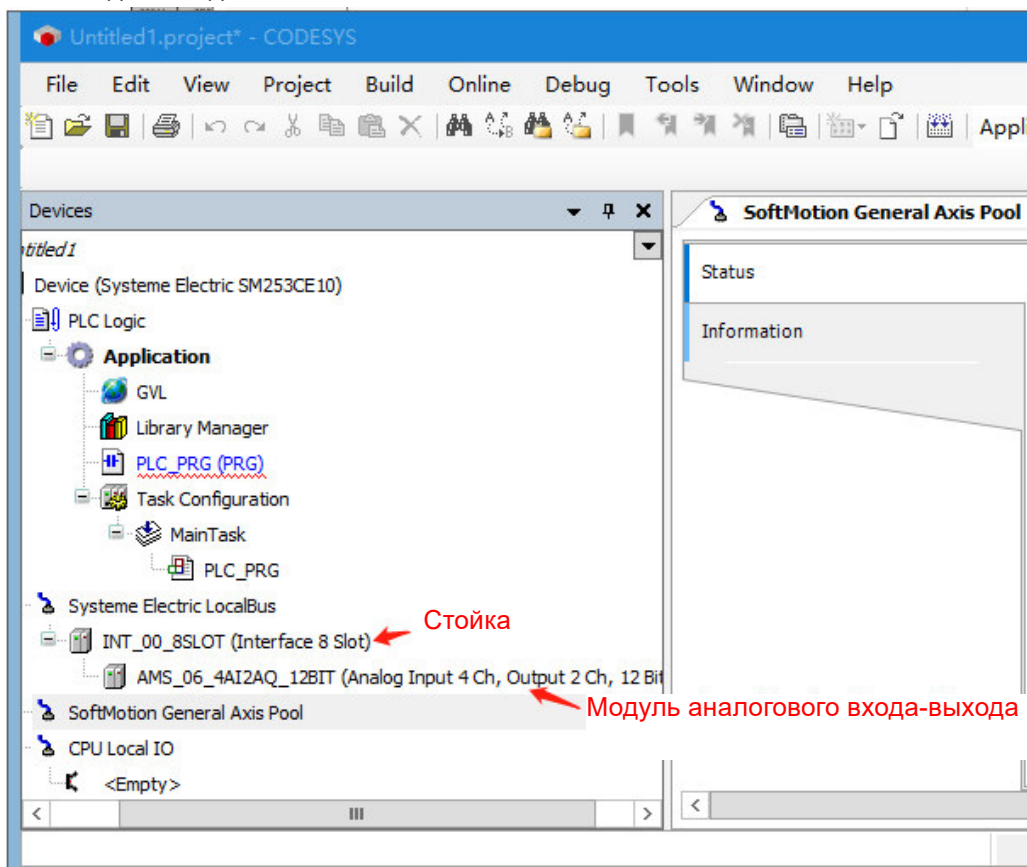 Untitled1.project* - CODESYS
File Edit View Project Build Online Debug Tools Window Help
Appli
Devices
SoftMotion General Axis Pool
Device (Systeme Electric SM253CE10)
Status
PLC Logic
Information
Application
GVL
Library Manager
PLC_PRG (PRG)
Task Configuration
MainTask
PLC_PRG
Systeme Electric LocalBus
Стойка
INT_00_8SLOT (Interface 8 Slot)
AMS_06_4AI2AQ_12BIT (Analog Input 4 Ch, Output 2 Ch, 12 Bit
Модуль аналогового входа-выхода
SoftMotion General Axis Pool
CPU Local IO
<Empty>